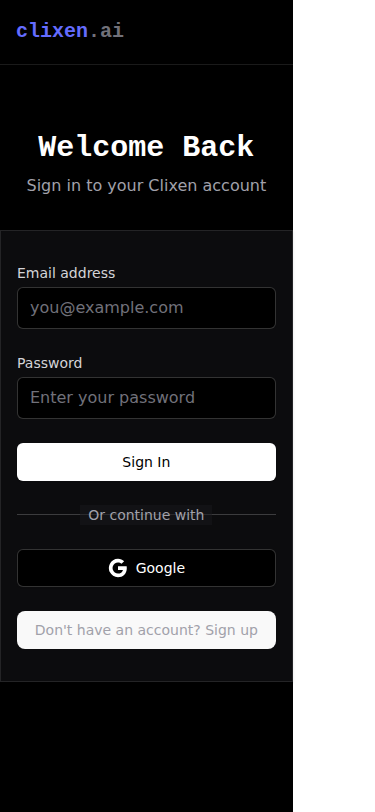 clixen.ai
Welcome Back
Sign in to your Clixen account
Email address
you@example.com
Password
Enter your password
Sign In
Or continue with
Google
Don't have an account? Sign up